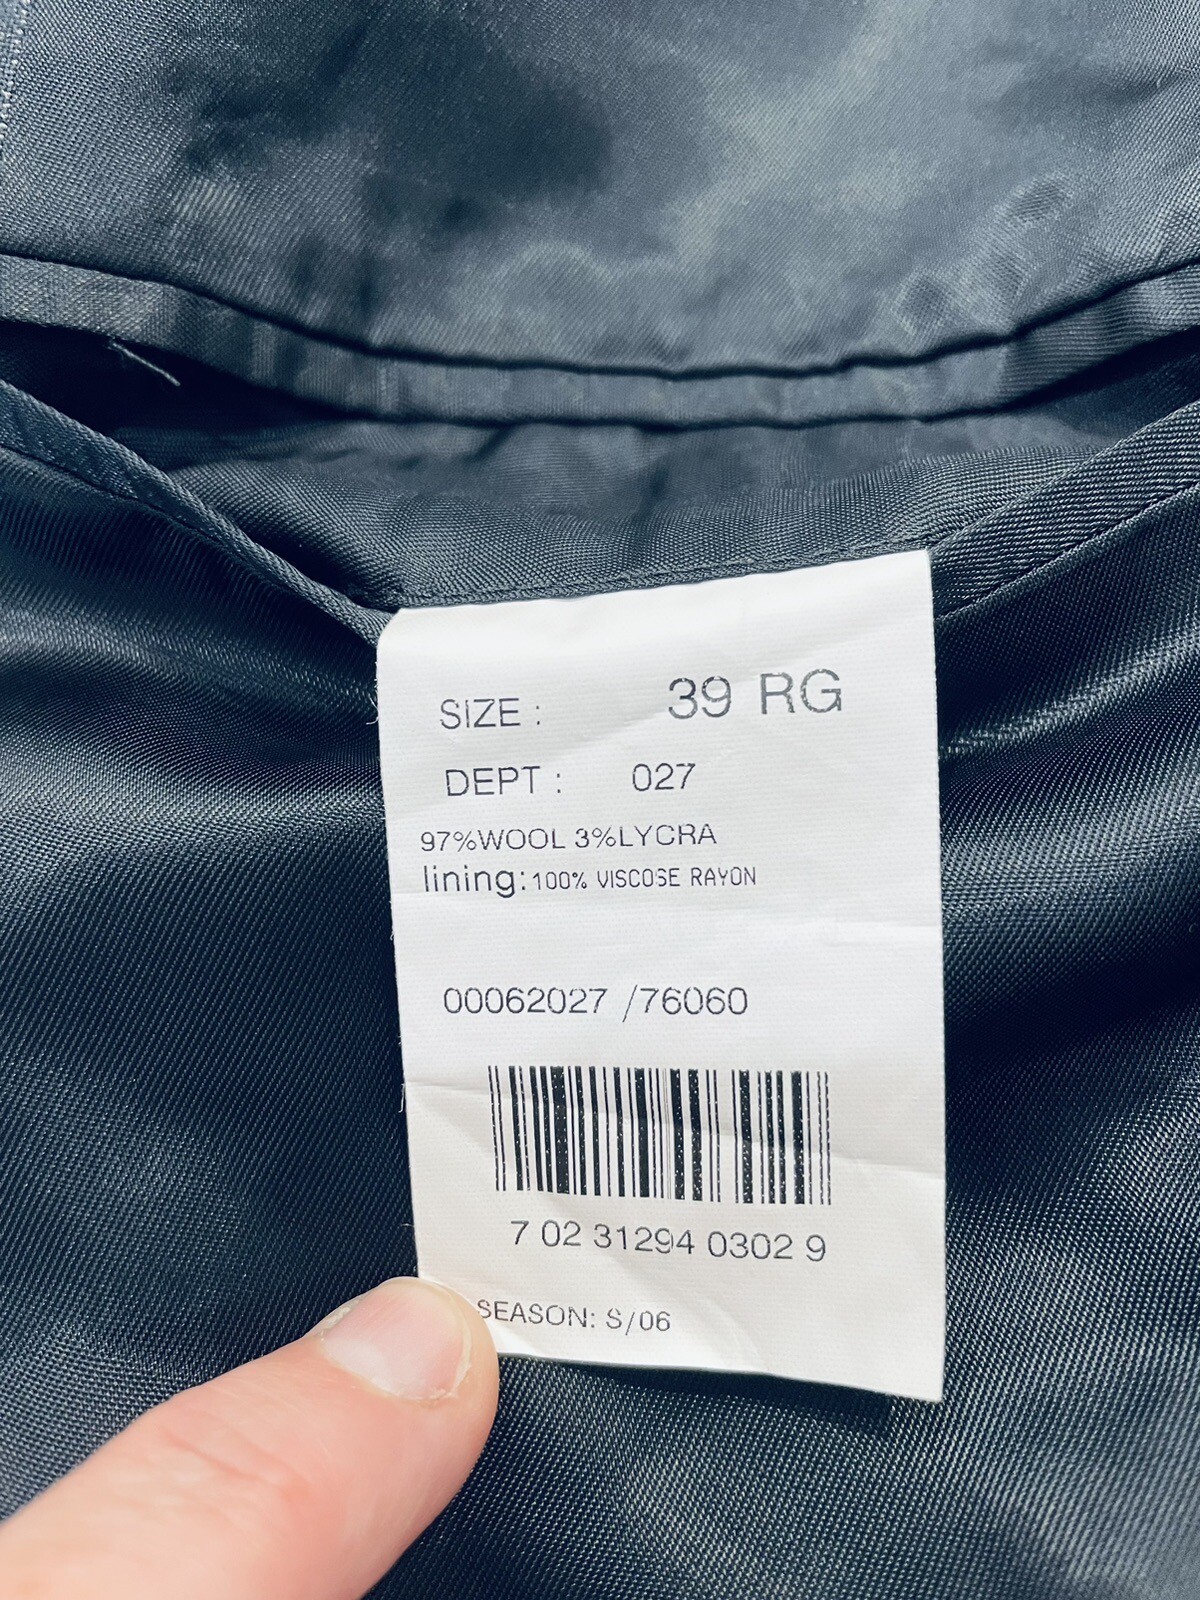 SIZE : 39 RG
DEPT : 027
97%WOOL 3%LYCRA
lining: 100% VISCOSE RAYON
00062027 /76060
7 02 31294 0302 9
SEASON: S/06